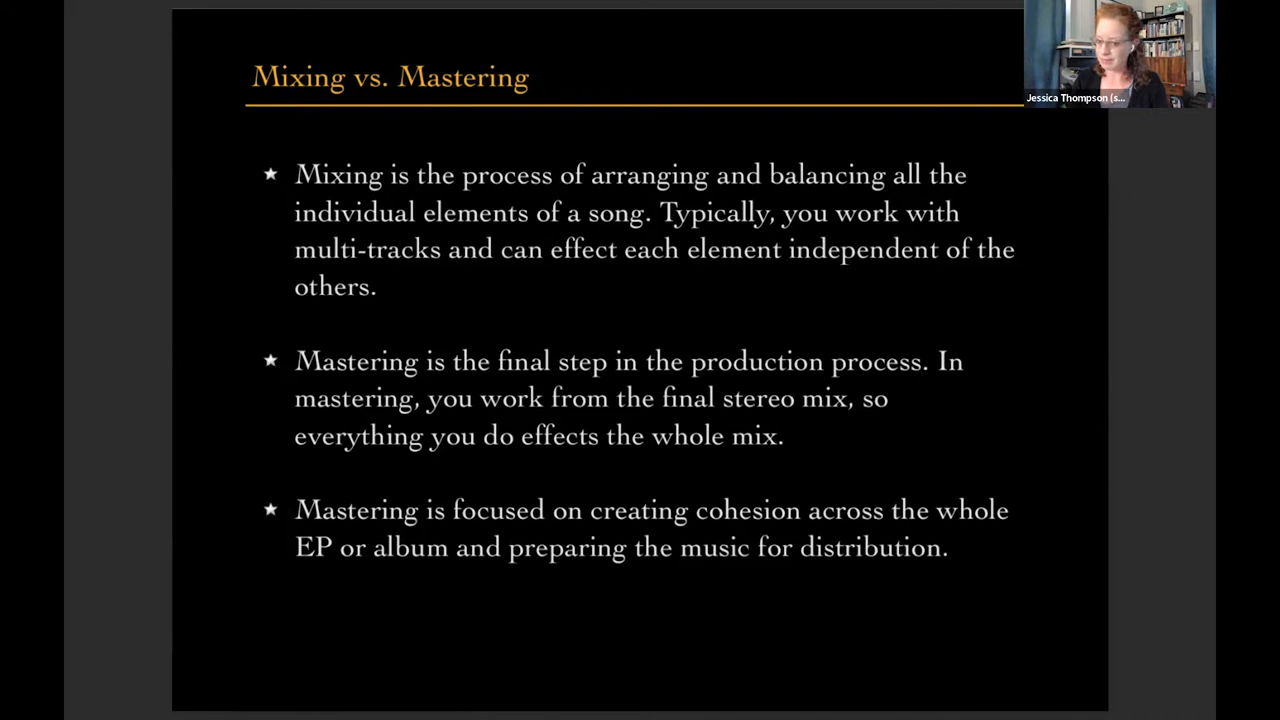 Mixing vs. Mastering
Jessica Thompson (s...
Mixing is the process of arranging and balancing all the
individual elements of a song. Typically, you work with
multi-tracks and can effect each element independent of the
others.
Mastering is the final step in the production process. In
mastering, you work from the final stereo mix, so
everything you do effects the whole mix.
Mastering is focused on creating cohesion across the whole
EP or album and preparing the music for distribution.